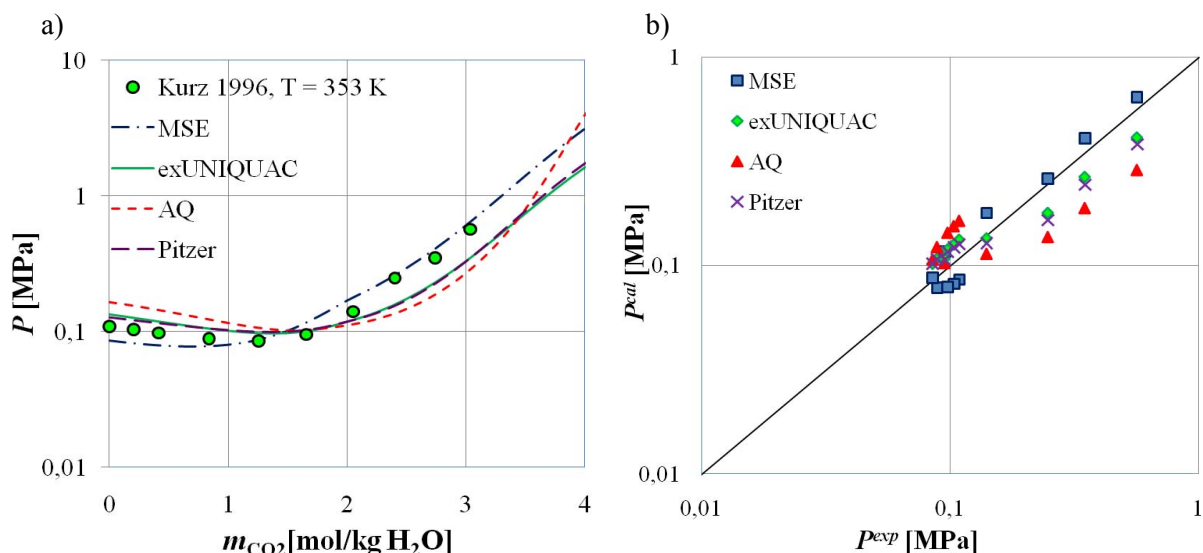 a)
10
1
0,1
0,01
P [MPa]
Kurz 1996, T = 353 K
MSE
exUNIQUAC
AQ
Pitzer
0 1 2 3 4
mCO2[mol/kg H2O]
b)
1
0,1
0,01
Pcal [MPa]
MSE
exUNIQUAC
AQ
Pitzer
0,01 0,1 1
Pexp [MPa]